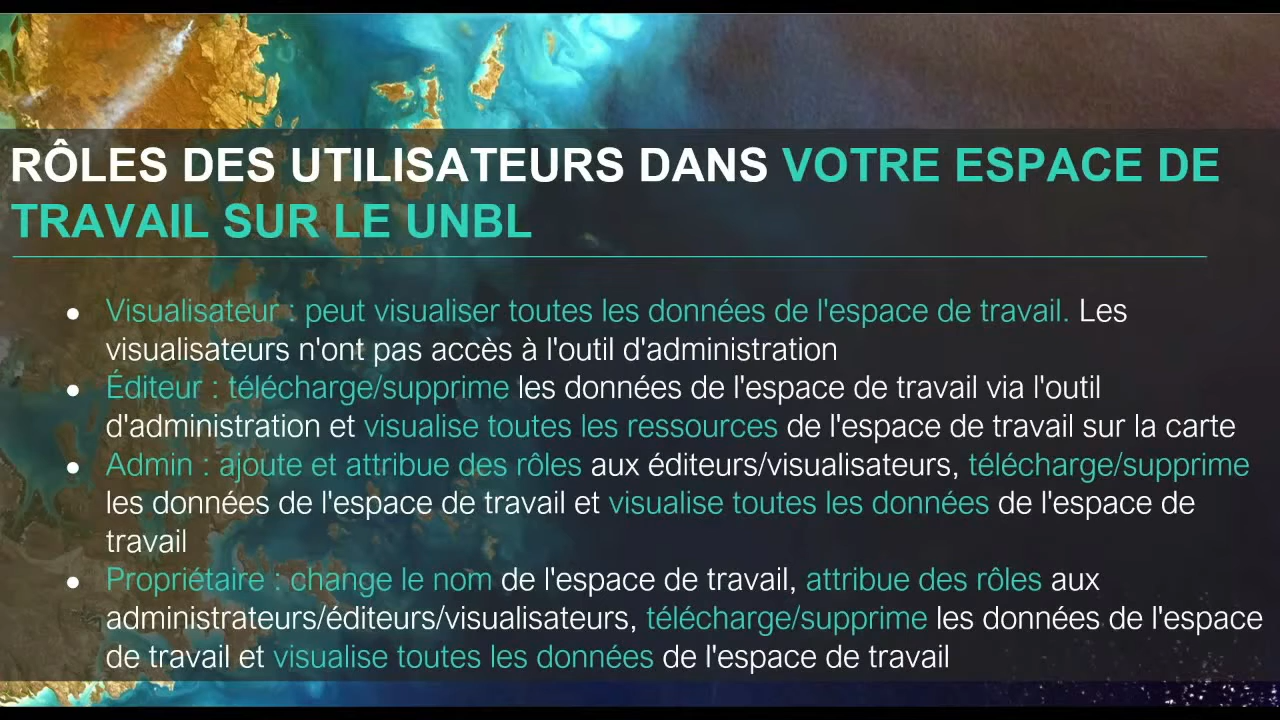 RÔLES DES UTILISATEURS DANS VOTRE ESPACE DE
TRAVAIL SUR LE UNBL
● Visualisateur : peut visualiser toutes les données de l'espace de travail. Les
visualisateurs n'ont pas accès à l'outil d'administration
● Éditeur : télécharge/supprime les données de l'espace de travail via l'outil
d'administration et visualise toutes les ressources de l'espace de travail sur la carte
● Admin : ajoute et attribue des rôles aux éditeurs/visualisateurs, télécharge/supprime
les données de l'espace de travail et visualise toutes les données de l'espace de
travail
● Propriétaire : change le nom de l'espace de travail, attribue des rôles aux
administrateurs/éditeurs/visualisateurs, télécharge/supprime les données de l'espace
de travail et visualise toutes les données de l'espace de travail